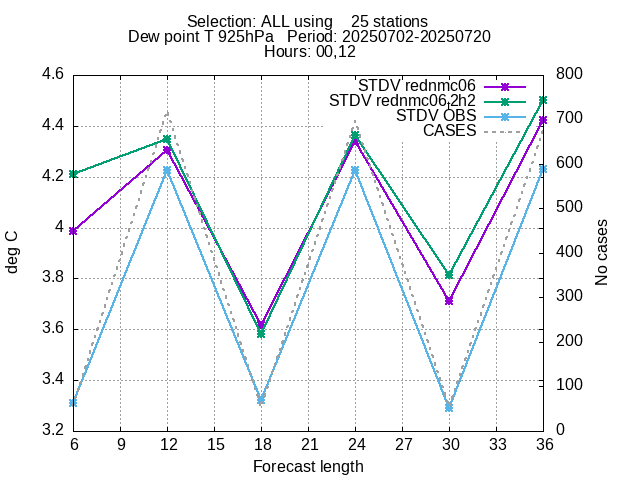 Selection: ALL using    25 stations
Dew point T 925hPa   Period: 20250702-20250720
Hours: 00,12
STDV rednmc06
STDV rednmc06,2h2
STDV OBS
CASES
4.6
4.4
4.2
4
3.8
3.6
3.4
3.2
deg C
800
700
600
500
400
300
200
100
0
No cases
6 9 12 15 18 21 24 27 30 33 36
Forecast length